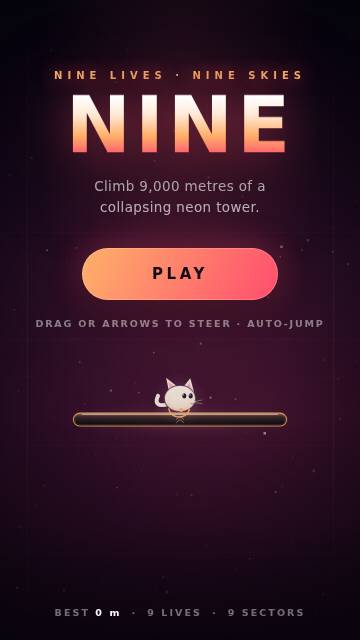 NINE LIVES · NINE SKIES
NINE
Climb 9,000 metres of a
collapsing neon tower.
PLAY
DRAG OR ARROWS TO STEER · AUTO-JUMP
BEST 0 m · 9 LIVES · 9 SECTORS